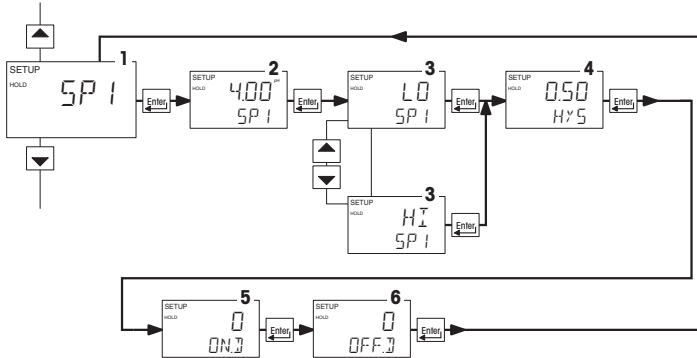 1
SETUP
HOLD
SP1
Enter
2
SETUP
HOLD
4.00 pH
SP1
Enter
3
SETUP
HOLD
LO
SP1
Enter
4
SETUP
HOLD
0.50
HYS
Enter
3
SETUP
HOLD
HI
SP1
Enter
5
SETUP
HOLD
0
ON.D
Enter
6
SETUP
HOLD
0
OFF.D
Enter